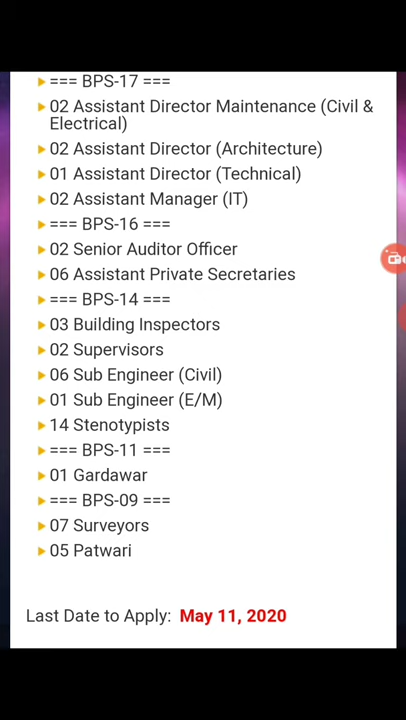 === BPS-17 ===
02 Assistant Director Maintenance (Civil &
Electrical)
02 Assistant Director (Architecture)
01 Assistant Director (Technical)
02 Assistant Manager (IT)
=== BPS-16 ===
02 Senior Auditor Officer
06 Assistant Private Secretaries
=== BPS-14 ===
03 Building Inspectors
02 Supervisors
06 Sub Engineer (Civil)
01 Sub Engineer (E/M)
14 Stenotypists
=== BPS-11 ===
01 Gardawar
=== BPS-09 ===
07 Surveyors
05 Patwari
Last Date to Apply: May 11, 2020